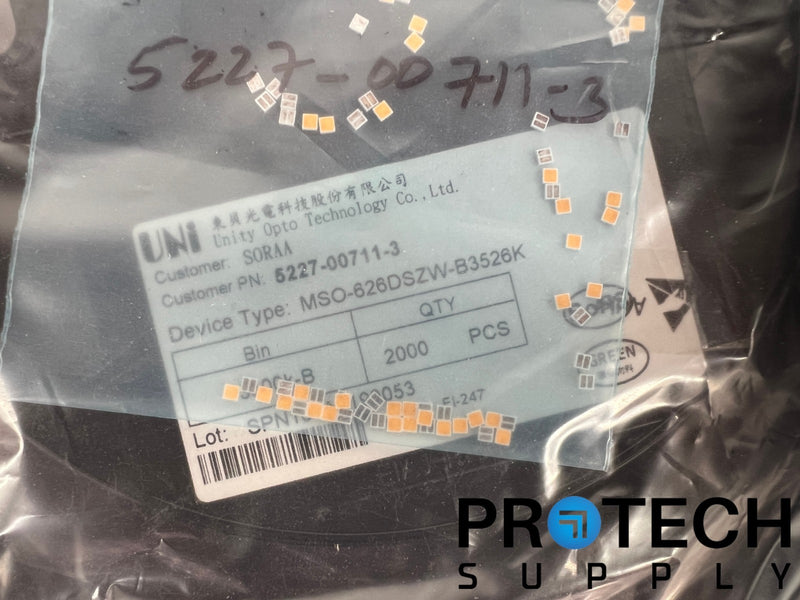 5227-00711-3
UNi
東貝光電科技股份有限公司
Unity Opto Technology Co.,Ltd.
Customer: SORAA
Customer PN: 5227-00711-3
Device Type: MSO-626DSZW-B3526K
Bin QTY
2000 PCS
Lot:
GREEN
PROTECH
SUPPLY